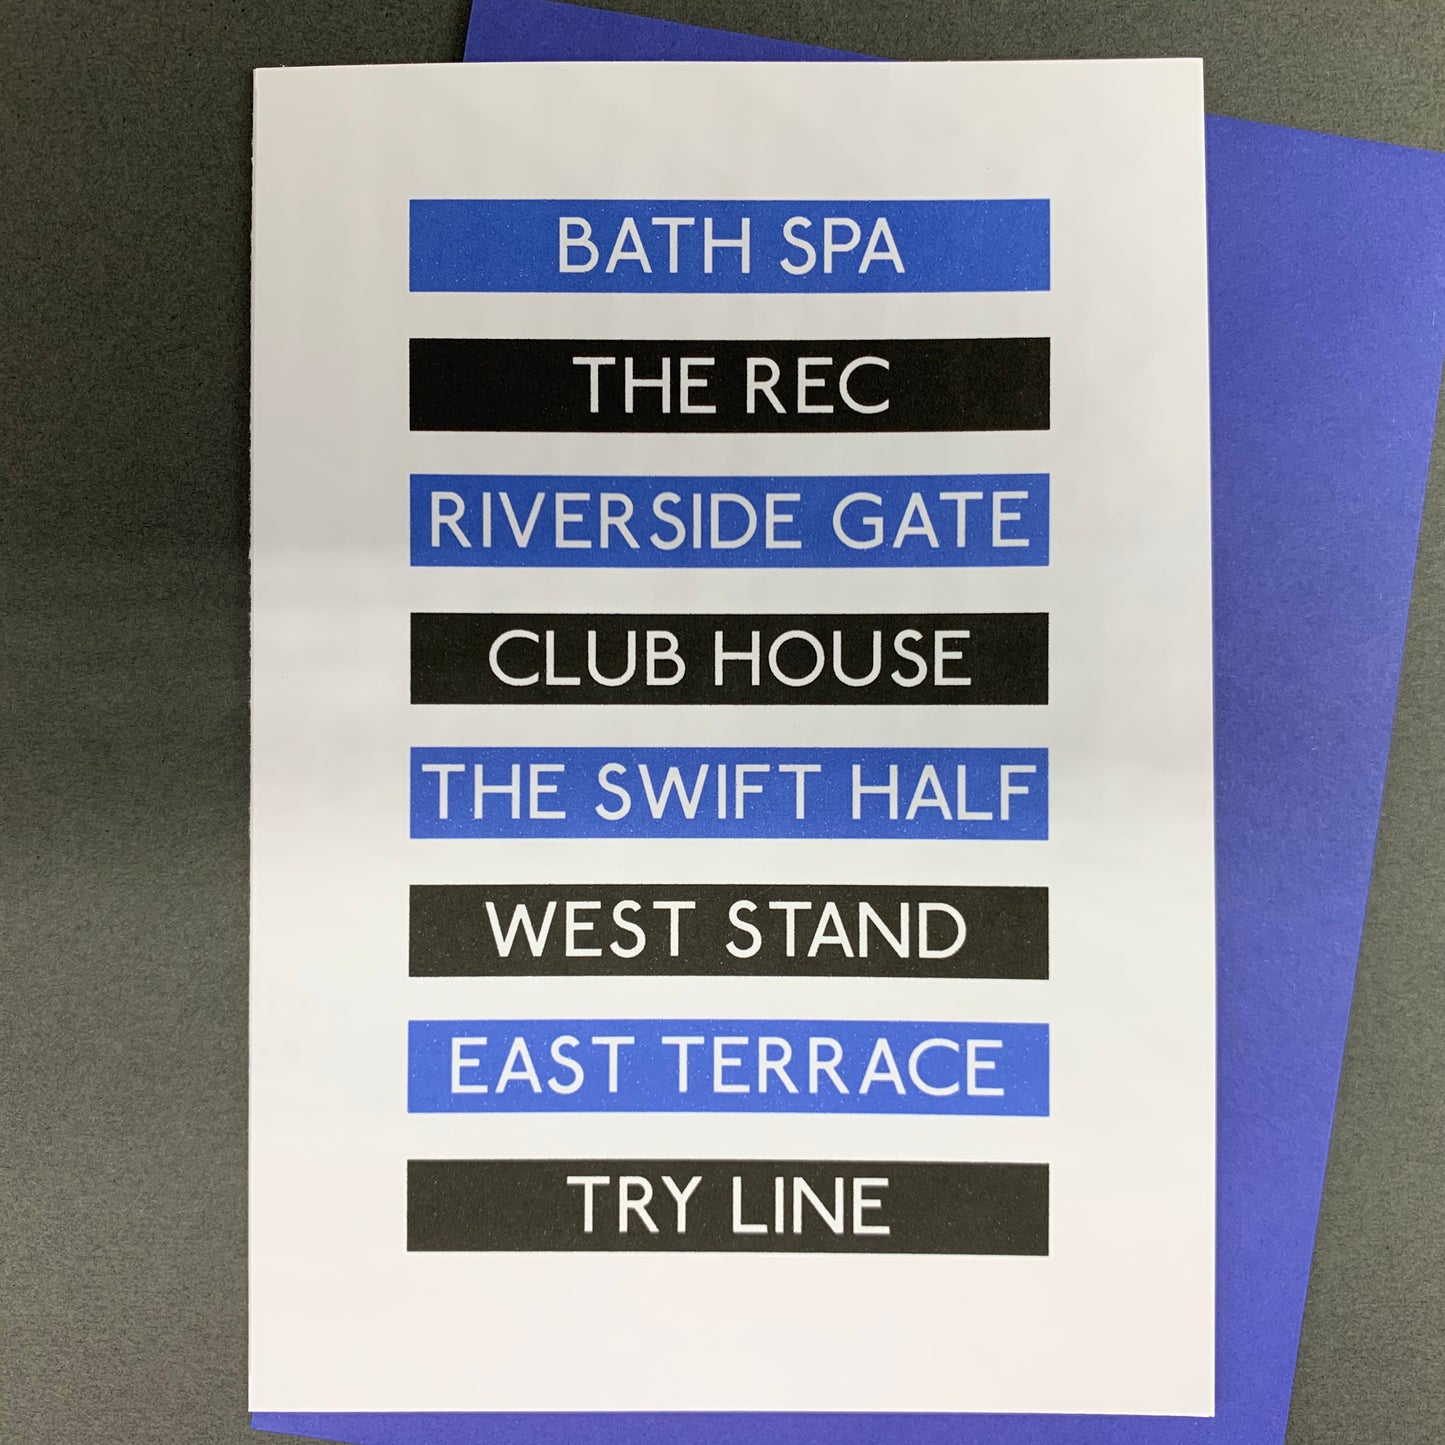 BATH SPA
THE REC
RIVERSIDE GATE
CLUB HOUSE
THE SWIFT HALF
WEST STAND
EAST TERRACE
TRY LINE